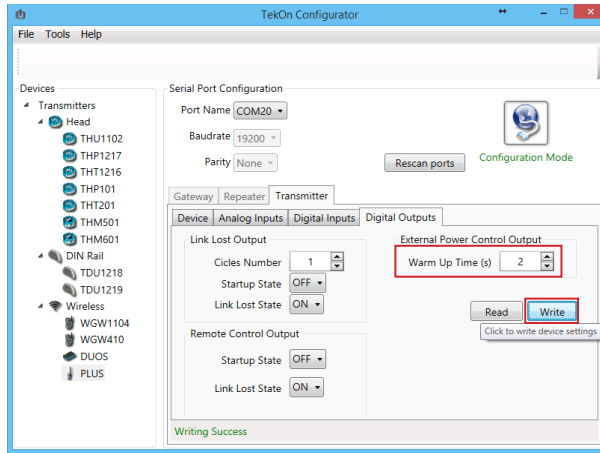 TekOn Configurator
File Tools Help
Devices
Transmitters
Head
THU1102
THP1217
THT1216
THP101
THT201
THM501
THM601
DIN Rail
TDU1218
TDU1219
Wireless
WGW1104
WGW410
DUOS
PLUS
Serial Port Configuration
Port Name COM20
Baudrate 19200
Parity None
Rescan ports
Configuration Mode
Gateway Repeater Transmitter
Device Analog Inputs Digital Inputs Digital Outputs
Link Lost Output
Cicles Number 1
Startup State OFF
Link Lost State ON
Remote Control Output
Startup State OFF
Link Lost State ON
External Power Control Output
Warm Up Time (s) 2
Read Write
Click to write device settings
Writing Success